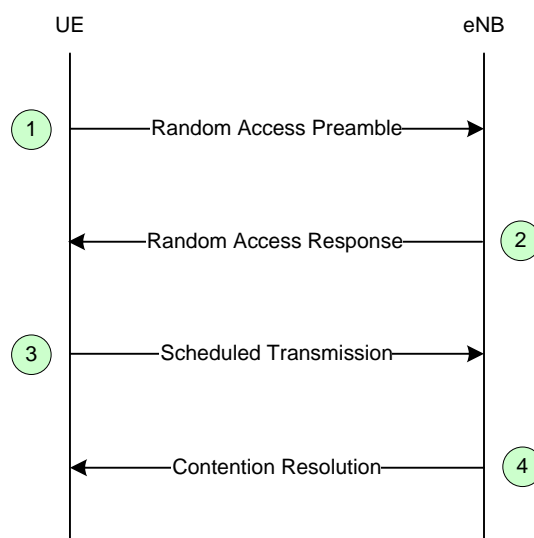 UE eNB
1 Random Access Preamble
Random Access Response 2
3 Scheduled Transmission
Contention Resolution 4